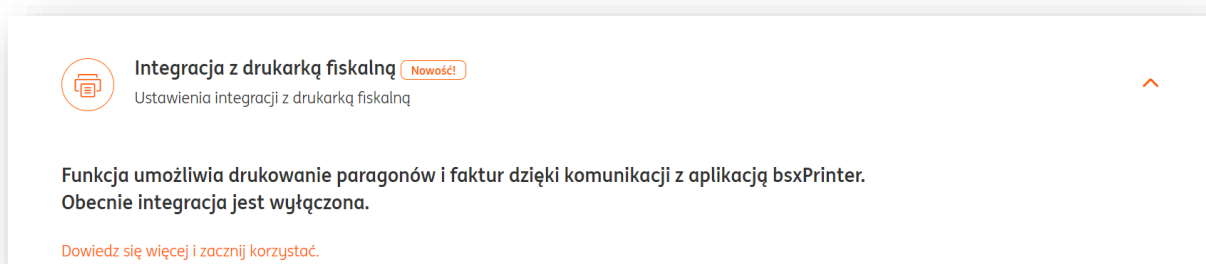 Integracja z drukarką fiskalną Nowość!
Ustawienia integracji z drukarką fiskalną
Funkcja umożliwia drukowanie paragonów i faktur dzięki komunikacji z aplikacją bsxPrinter.
Obecnie integracja jest wyłączona.
Dowiedz się więcej i zacznij korzystać.